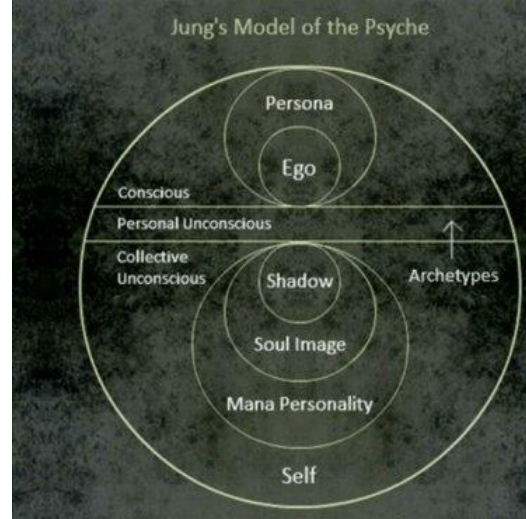 Jung's Model of the Psyche
Persona
Ego
Conscious
Personal Unconscious
Collective
Unconscious
Archetypes
Shadow
Soul Image
Mana Personality
Self